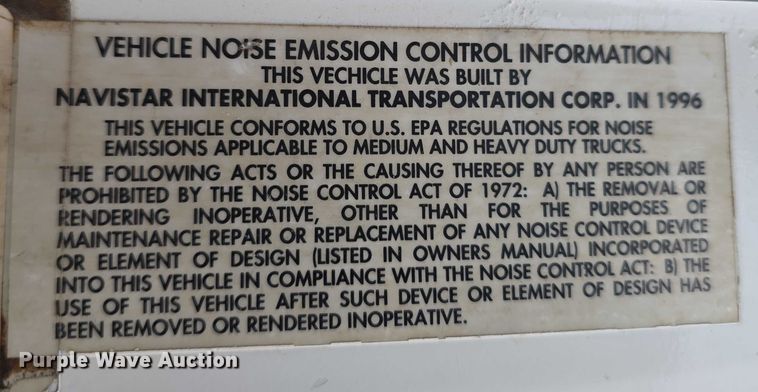 VEHICLE NOISE EMISSION CONTROL INFORMATION
THIS VECHICLE WAS BUILT BY
NAVISTAR INTERNATIONAL TRANSPORTATION CORP. IN 1996
THIS VEHICLE CONFORMS TO U.S. EPA REGULATIONS FOR NOISE
EMISSIONS APPLICABLE TO MEDIUM AND HEAVY DUTY TRUCKS.
THE FOLLOWING ACTS OR THE CAUSING THEREOF BY ANY PERSON ARE
PROHIBITED BY THE NOISE CONTROL ACT OF 1972: A) THE REMOVAL OR
RENDERING INOPERATIVE, OTHER THAN FOR THE PURPOSES OF
MAINTENANCE REPAIR OR REPLACEMENT OF ANY NOISE CONTROL DEVICE
OR ELEMENT OF DESIGN (LISTED IN OWNERS MANUAL) INCORPORATED
INTO THIS VEHICLE IN COMPLIANCE WITH THE NOISE CONTROL ACT: B) THE
USE OF THIS VEHICLE AFTER SUCH DEVICE OR ELEMENT OF DESIGN HAS
BEEN REMOVED OR RENDERED INOPERATIVE.
Purple Wave Auction